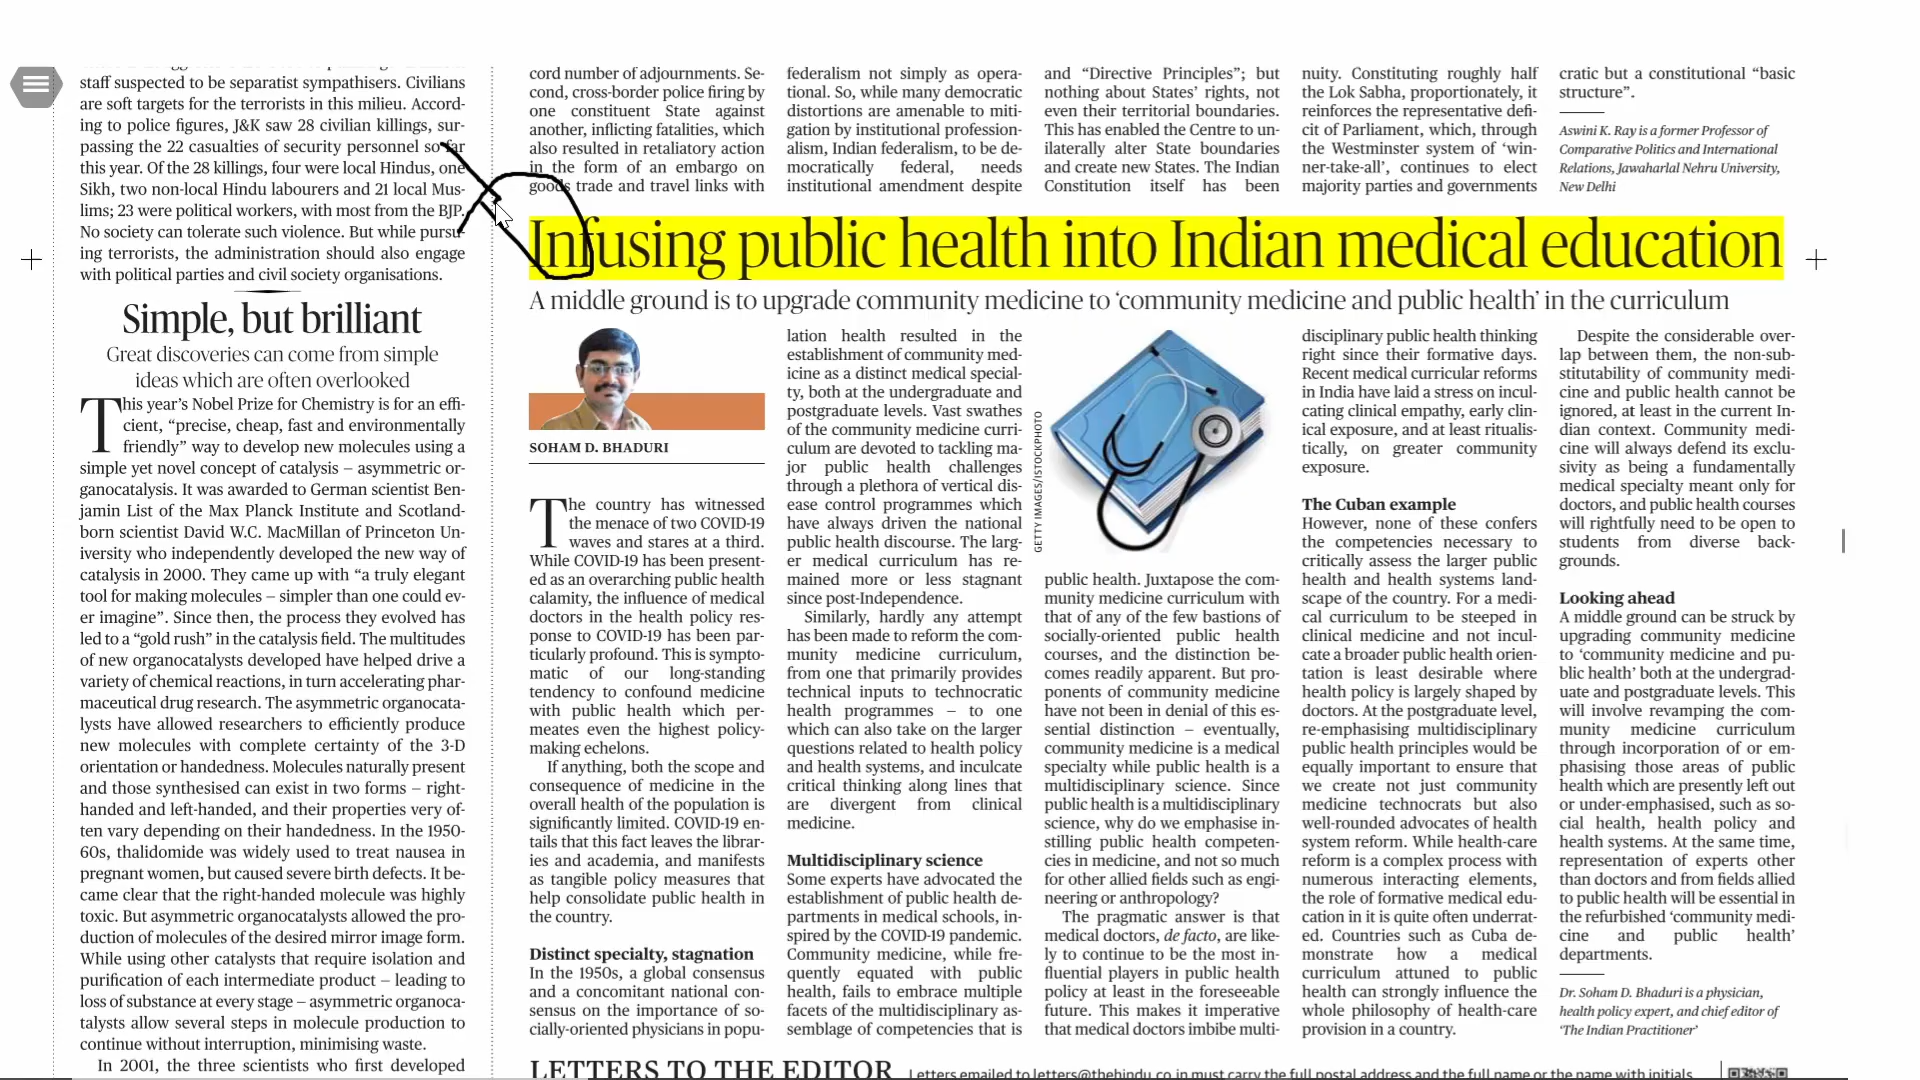 staff suspected to be separatist sympathisers. Civilians
are soft targets for the terrorists in this milieu. Accord-
ing to police figures, J&K saw 28 civilian killings, sur-
passing the 22 casualties of security personnel so far
this year. Of the 28 killings, four were local Hindus, one
Sikh, two non-local Hindu labourers and 21 local Mus-
lims; 23 were political workers, with most from the BJP.
No society can tolerate such violence. But while pursu-
ing terrorists, the administration should also engage
with political parties and civil society organisations.
Simple, but brilliant
Great discoveries can come from simple
ideas which are often overlooked
This year's Nobel Prize for Chemistry is for an effi-
cient, “precise, cheap, fast and environmentally
friendly” way to develop new molecules using a
simple yet novel concept of catalysis – asymmetric or-
ganocatalysis. It was awarded to German scientist Ben-
jamin List of the Max Planck Institute and Scotland-
born scientist David W.C. MacMillan of Princeton Un-
iversity who independently developed the new way of
catalysis in 2000. They came up with “a truly elegant
tool for making molecules – simpler than one could ev-
er imagine”. Since then, the process they evolved has
led to a “gold rush” in the catalysis field. The multitudes
of new organocatalysts developed have helped drive a
variety of chemical reactions, in turn accelerating phar-
maceutical drug research. The asymmetric organocata-
lysts have allowed researchers to efficiently produce
new molecules with complete certainty of the 3-D
orientation or handedness. Molecules naturally present
and those synthesised can exist in two forms – right-
handed and left-handed, and their properties very of-
ten vary depending on their handedness. In the 1950-
60s, thalidomide was widely used to treat nausea in
pregnant women, but caused severe birth defects. It be-
came clear that the right-handed molecule was highly
toxic. But asymmetric organocatalysts allowed the pro-
duction of molecules of the desired mirror image form.
While using other catalysts that require isolation and
purification of each intermediate product – leading to
loss of substance at every stage – asymmetric organoca-
talysts allow several steps in molecule production to
continue without interruption, minimising waste.
In 2001, the three scientists who first developed
cord number of adjournments. Se-
cond, cross-border police firing by
one constituent State against
another, inflicting fatalities, which
also resulted in retaliatory action
in the form of an embargo on
goods trade and travel links with
federalism not simply as opera-
tional. So, while many democratic
distortions are amenable to miti-
gation by institutional profession-
alism, Indian federalism, to be de-
mocratically federal, needs
institutional amendment despite
and “Directive Principles”; but
nothing about States' rights, not
even their territorial boundaries.
This has enabled the Centre to un-
ilaterally alter State boundaries
and create new States. The Indian
Constitution itself has been
nuity. Constituting roughly half
the Lok Sabha, proportionately, it
reinforces the representative defi-
cit of Parliament, which, through
the Westminster system of ‘win-
ner-take-all’, continues to elect
majority parties and governments
cratic but a constitutional “basic
structure”.
Aswini K. Ray is a former Professor of
Comparative Politics and International
Relations, Jawaharlal Nehru University,
New Delhi
Infusing public health into Indian medical education
A middle ground is to upgrade community medicine to ‘community medicine and public health’ in the curriculum
SOHAM D. BHADURI
The country has witnessed
the menace of two COVID-19
waves and stares at a third.
While COVID-19 has been present-
ed as an overarching public health
calamity, the influence of medical
doctors in the health policy res-
ponse to COVID-19 has been par-
ticularly profound. This is sympto-
matic of our long-standing
tendency to confound medicine
with public health which per-
meates even the highest policy-
making echelons.
If anything, both the scope and
consequence of medicine in the
overall health of the population is
significantly limited. COVID-19 en-
tails that this fact leaves the librar-
ies and academia, and manifests
as tangible policy measures that
help consolidate public health in
the country.
Distinct specialty, stagnation
In the 1950s, a global consensus
and a concomitant national con-
sensus on the importance of so-
cially-oriented physicians in popu-
lation health resulted in the
establishment of community med-
icine as a distinct medical special-
ty, both at the undergraduate and
postgraduate levels. Vast swathes
of the community medicine curri-
culum are devoted to tackling ma-
jor public health challenges
through a plethora of vertical dis-
ease control programmes which
have always driven the national
public health discourse. The larg-
er medical curriculum has re-
mained more or less stagnant
since post-Independence.
Similarly, hardly any attempt
has been made to reform the com-
munity medicine curriculum,
from one that primarily provides
technical inputs to technocratic
health programmes – to one
which can also take on the larger
questions related to health policy
and health systems, and inculcate
critical thinking along lines that
are divergent from clinical
medicine.
Multidisciplinary science
Some experts have advocated the
establishment of public health de-
partments in medical schools, in-
spired by the COVID-19 pandemic.
Community medicine, while fre-
quently equated with public
health, fails to embrace multiple
facets of the multidisciplinary as-
semblage of competencies that is
GETTY IMAGES/ISTOCKPHOTO
public health. Juxtapose the com-
munity medicine curriculum with
that of any of the few bastions of
socially-oriented public health
courses, and the distinction be-
comes readily apparent. But pro-
ponents of community medicine
have not been in denial of this es-
sential distinction – eventually,
community medicine is a medical
specialty while public health is a
multidisciplinary science. Since
public health is a multidisciplinary
science, why do we emphasise in-
stilling public health competen-
cies in medicine, and not so much
for other allied fields such as engi-
neering or anthropology?
The pragmatic answer is that
medical doctors, de facto, are like-
ly to continue to be the most in-
fluential players in public health
policy at least in the foreseeable
future. This makes it imperative
that medical doctors imbibe multi-
disciplinary public health thinking
right since their formative days.
Recent medical curricular reforms
in India have laid a stress on incul-
cating clinical empathy, early clin-
ical exposure, and at least ritualis-
tically, on greater community
exposure.
The Cuban example
However, none of these confers
the competencies necessary to
critically assess the larger public
health and health systems land-
scape of the country. For a medi-
cal curriculum to be steeped in
clinical medicine and not incul-
cate a broader public health orien-
tation is least desirable where
health policy is largely shaped by
doctors. At the postgraduate level,
re-emphasising multidisciplinary
public health principles would be
equally important to ensure that
we create not just community
medicine technocrats but also
well-rounded advocates of health
system reform. While health-care
reform is a complex process with
numerous interacting elements,
the role of formative medical edu-
cation in it is quite often underrat-
ed. Countries such as Cuba de-
monstrate how a medical
curriculum attuned to public
health can strongly influence the
whole philosophy of health-care
provision in a country.
Despite the considerable over-
lap between them, the non-sub-
stitutability of community medi-
cine and public health cannot be
ignored, at least in the current In-
dian context. Community medi-
cine will always defend its exclu-
sivity as being a fundamentally
medical specialty meant only for
doctors, and public health courses
will rightfully need to be open to
students from diverse back-
grounds.
Looking ahead
A middle ground can be struck by
upgrading community medicine
to ‘community medicine and pu-
blic health’ both at the undergrad-
uate and postgraduate levels. This
will involve revamping the com-
munity medicine curriculum
through incorporation of or em-
phasising those areas of public
health which are presently left out
or under-emphasised, such as so-
cial health, health policy and
health systems. At the same time,
representation of experts other
than doctors and from fields allied
to public health will be essential in
the refurbished ‘community medi-
cine and public health’
departments.
Dr. Soham D. Bhaduri is a physician,
health policy expert, and chief editor of
‘The Indian Practitioner’
LETTERS TO THE EDITOR Letters emailed to letters@thehindu.co.in must carry the full postal address and the full name or the name with initials.